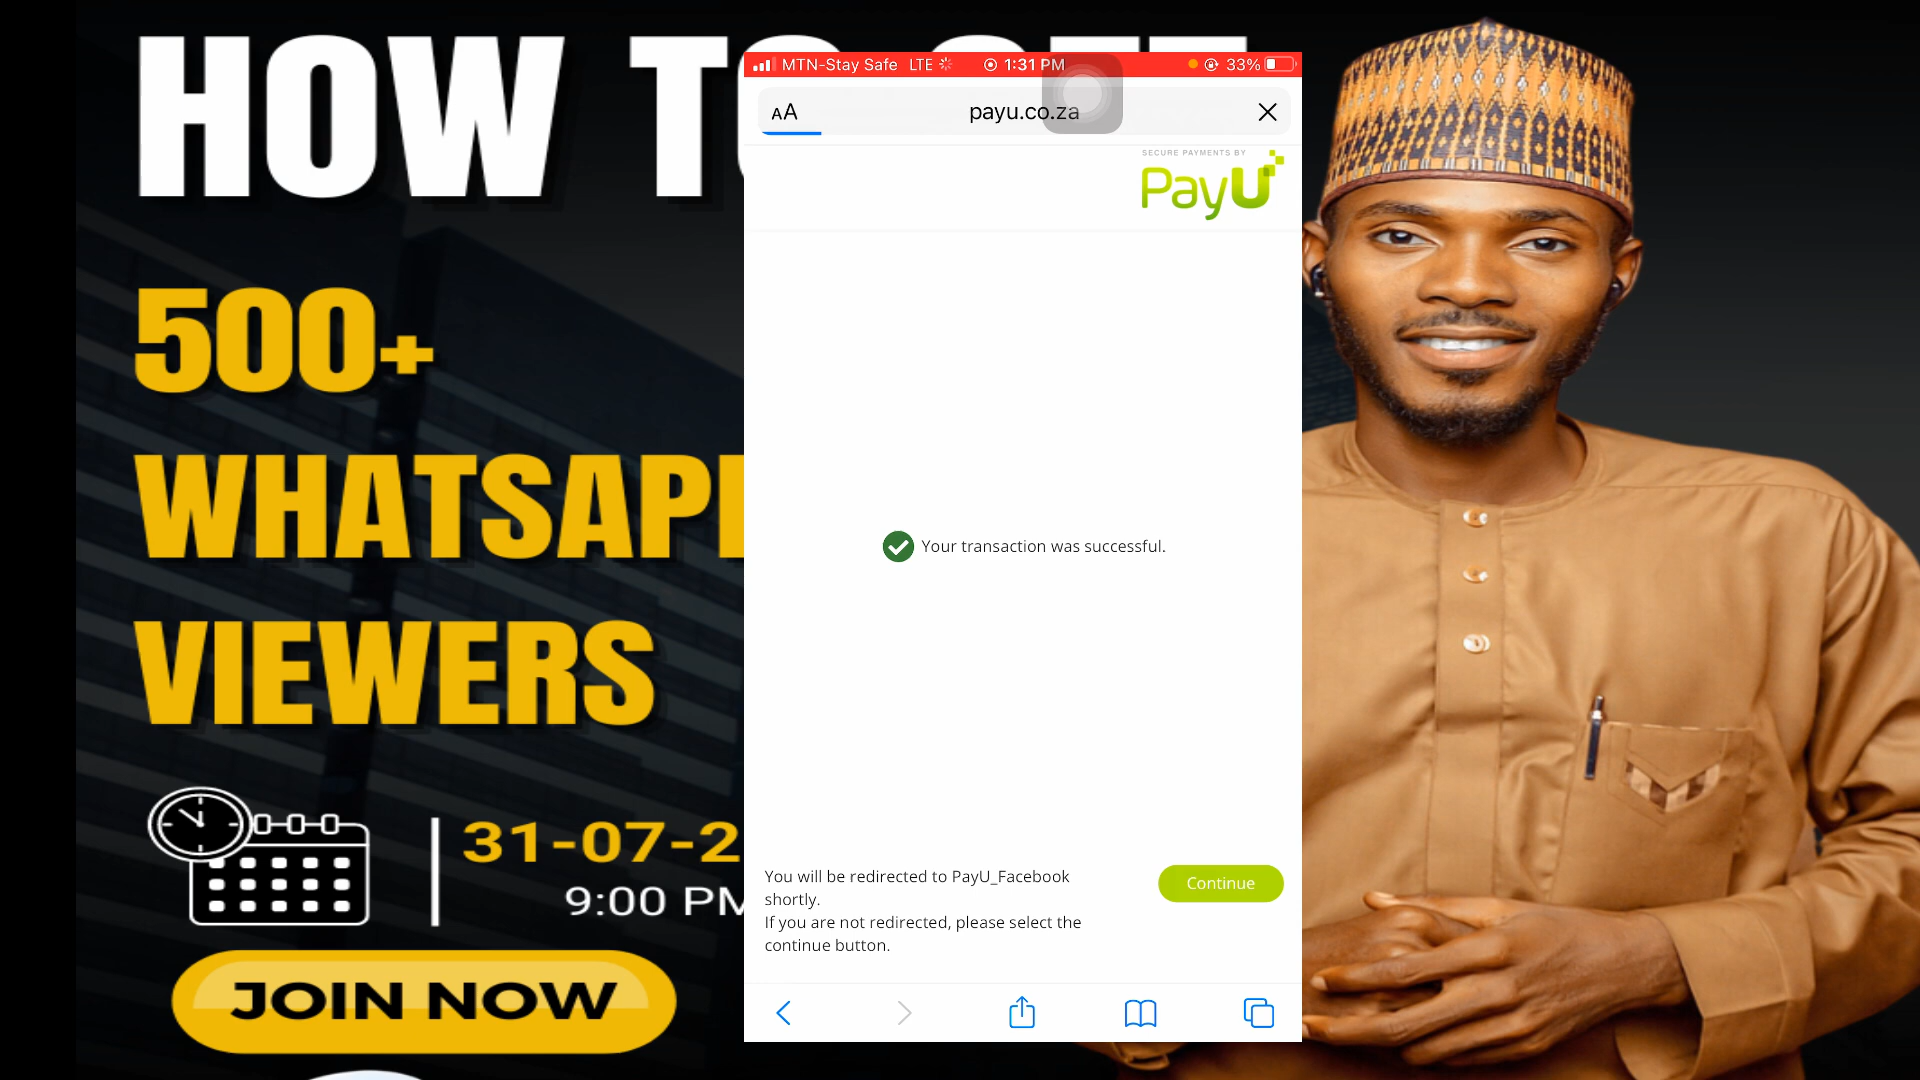 HOW
500+
WHATSAPP
VIEWERS
31-07-2
9:00 PM
JOIN NOW
MTN-Stay Safe LTE 1:31 PM 33%
AA payu.co.za
SECURE PAYMENTS BY
PayU
Your transaction was successful.
You will be redirected to PayU_Facebook
shortly.
If you are not redirected, please select the
continue button.
Continue